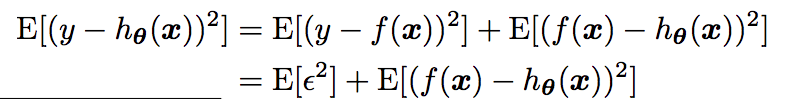 E[(y − h_θ(x))²] = E[(y − f(x))²] + E[(f(x) − h_θ(x))²]
= E[ϵ²] + E[(f(x) − h_θ(x))²]